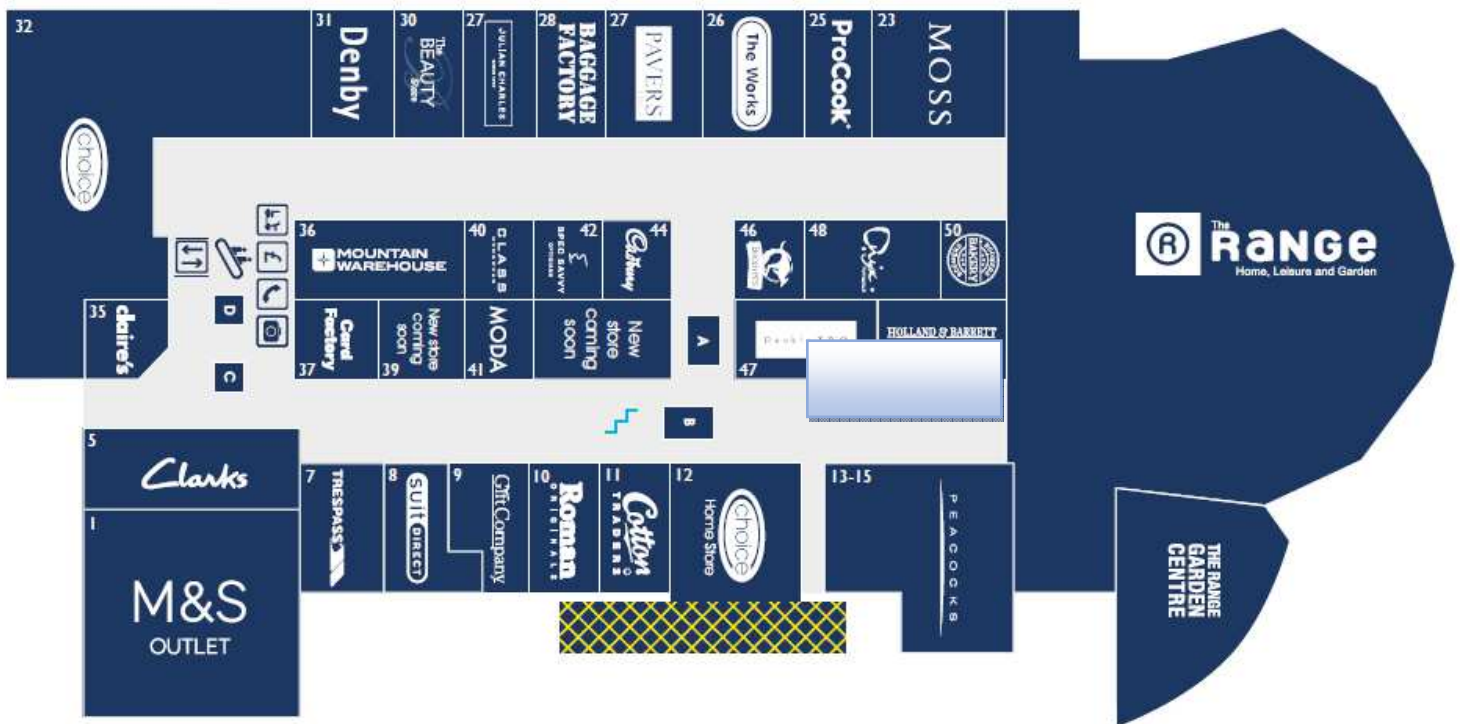 32
choice
31
Denby
30
The
BEAUTY
Store
27
JULIAN CHARLES
28
BAGGAGE
FACTORY
27
PAVERS
26
The Works
25
ProCook
23
MOSS
® The
RANGE
Home, Leisure and Garden
36
MOUNTAIN
WAREHOUSE
40
GLASS
42
SPEC SAVVY
OPTICIANS
44
Cadbury
46
48
50
BAKERY
35
claire's
D
C
£
37
Card
Factory
39
New store
coming
soon
41
MODA
New
store
coming
soon
A
B
47
HOLLAND & BARRETT
5
Clarks
1
M&S
OUTLET
7
TRESPASS
8
SUIT DIRECT
9
Gift Company
10
Roman
ORIGINALS
11
Cotton
TRADERS
12
choice
Home Store
13-15
PEACOCKS
THE RANGE
GARDEN
CENTRE